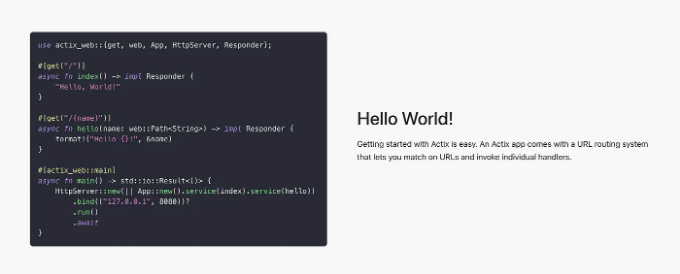 use actix_web::{get, web, App, HttpServer, Responder};
#[get("/")]
async fn index() -> impl Responder {
"Hello, World!"
}
#[get("/{name}")]
async fn hello(name: web::Path<String>) -> impl Responder {
format!("Hello {}!", &name)
}
#[actix_web::main]
async fn main() -> std::io::Result<()> {
HttpServer::new(|| App::new().service(index).service(hello))
.bind(("127.0.0.1", 8080))?
.run()
.await
}
Hello World!
Getting started with Actix is easy. An Actix app comes with a URL routing system
that lets you match on URLs and invoke individual handlers.